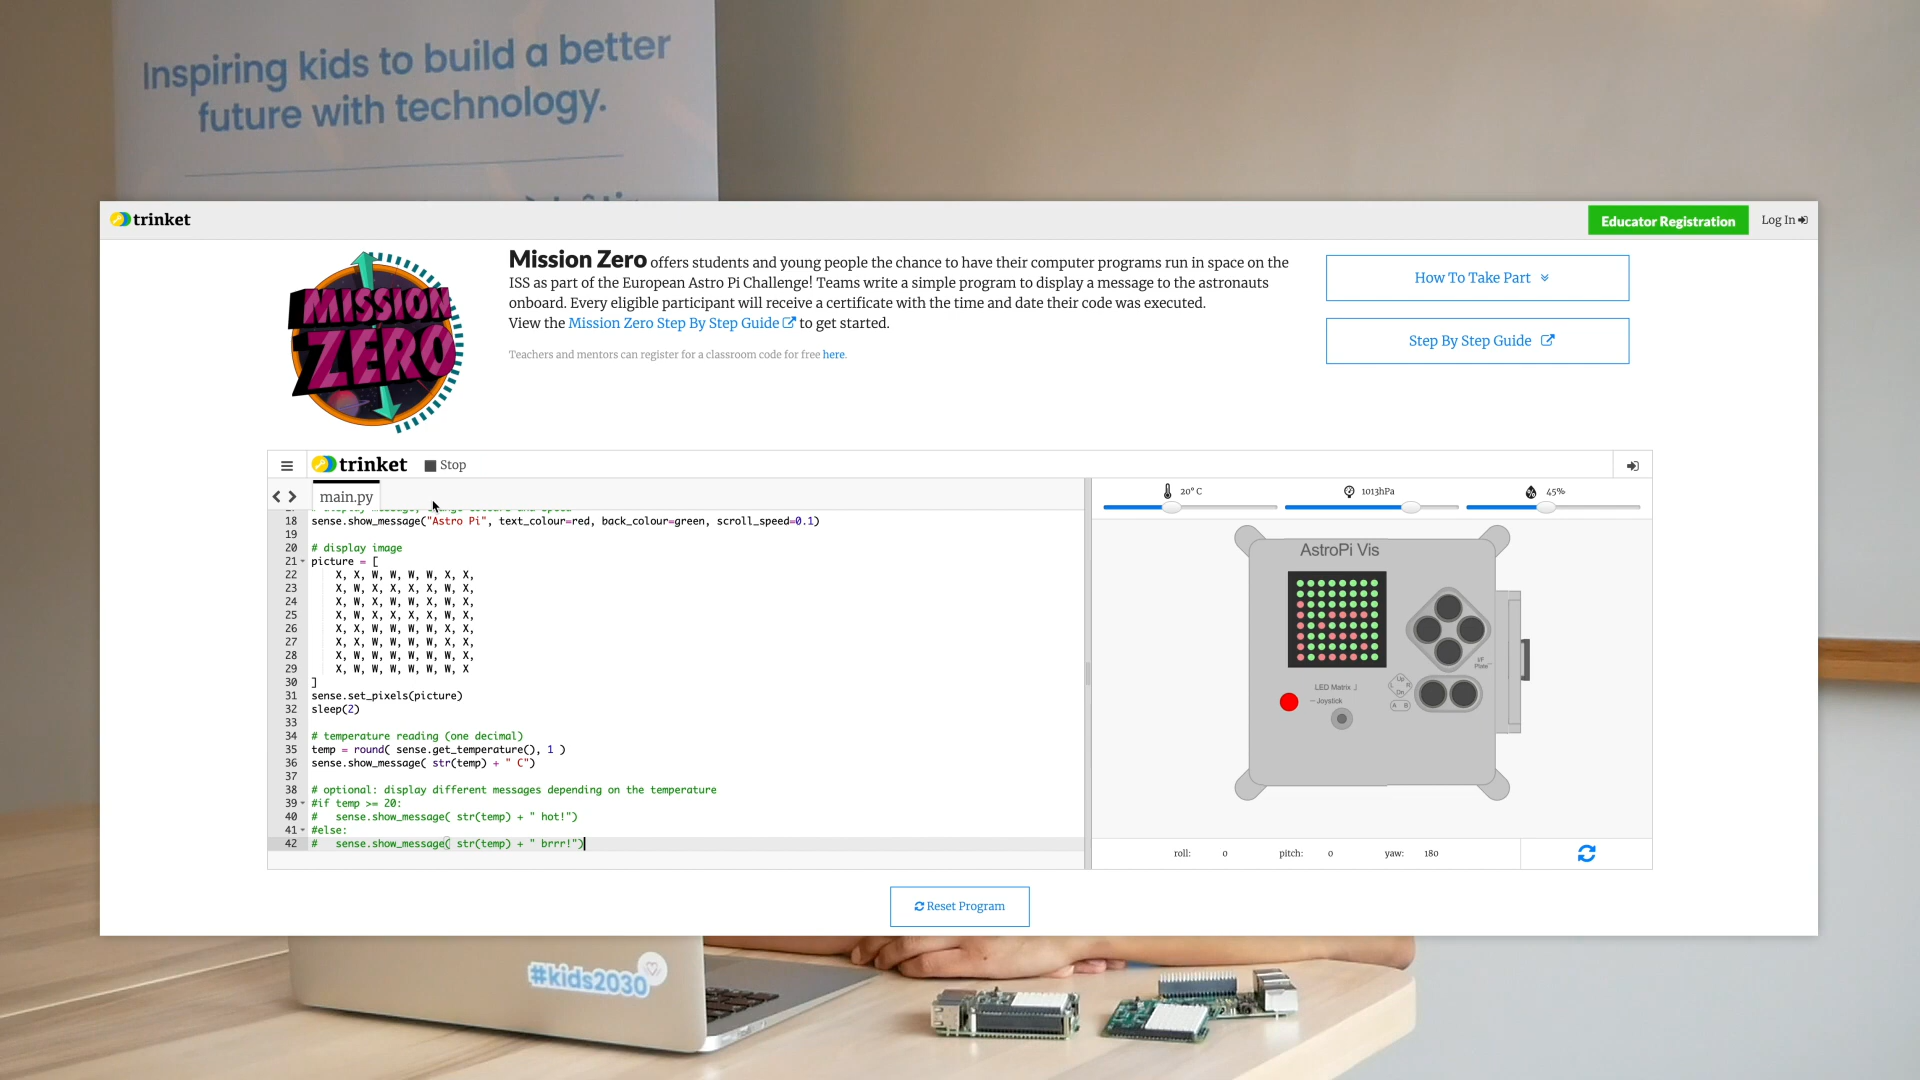 Inspiring kids to build a better
future with technology.
trinket
Educator Registration
Log In
MISSION
ZERO
Mission Zero offers students and young people the chance to have their computer programs run in space on the
ISS as part of the European Astro Pi Challenge! Teams write a simple program to display a message to the astronauts
onboard. Every eligible participant will receive a certificate with the time and date their code was executed.
View the Mission Zero Step By Step Guide to get started.
Teachers and mentors can register for a classroom code for free here.
How To Take Part
Step By Step Guide
trinket
Stop
main.py
18 sense.show_message("Astro Pi", text_colour=red, back_colour=green, scroll_speed=0.1)
19
20 # display image
21 picture = [
22 X, X, W, W, W, W, X, X,
23 X, W, X, X, X, X, W, X,
24 X, W, X, W, W, X, W, X,
25 X, W, X, X, X, X, W, X,
26 X, X, W, W, W, W, X, X,
27 X, X, W, W, W, W, X, X,
28 X, W, W, W, W, W, W, X,
29 X, W, W, W, W, W, W, X
30 ]
31 sense.set_pixels(picture)
32 sleep(2)
33
34 # temperature reading (one decimal)
35 temp = round( sense.get_temperature(), 1 )
36 sense.show_message( str(temp) + " C")
37
38 # optional: display different messages depending on the temperature
39 #if temp >= 20:
40 # sense.show_message( str(temp) + " hot!")
41 #else:
42 # sense.show_message( str(temp) + " brrr!")
20° C
1013hPa
45%
AstroPi Vis
I/F
Plate
LED Matrix
Joystick
Up
L R
Dn
A B
roll: 0
pitch: 0
yaw: 180
Reset Program
#kids2030